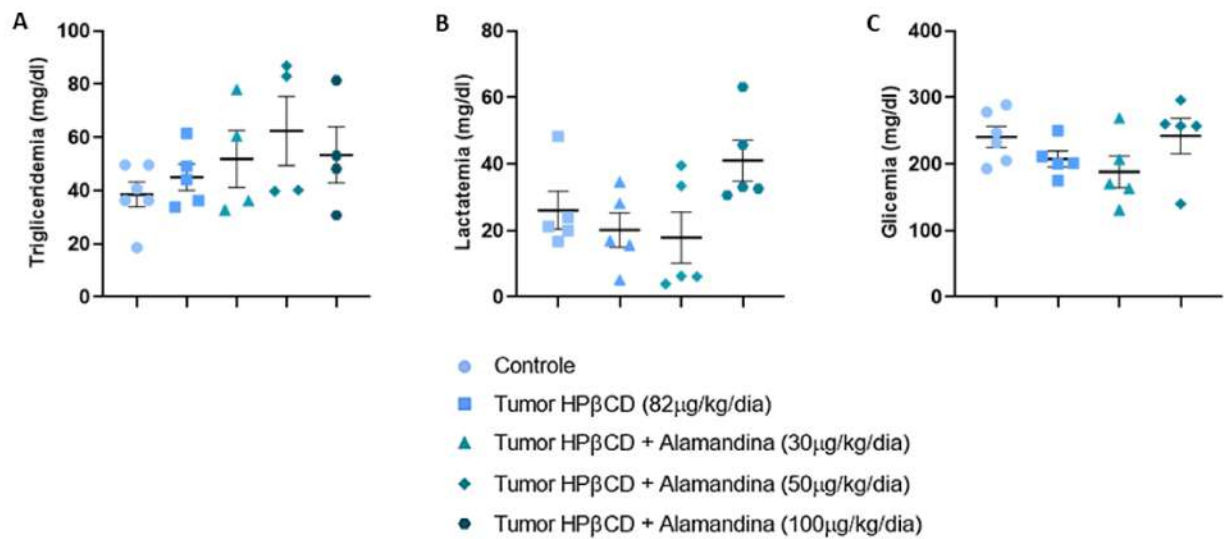 A
Trigliceridemia (mg/dl)
100
80
60
40
20
0
B
Lactatemia (mg/dl)
80
60
40
20
0
C
Glicemia (mg/dl)
400
300
200
100
0
Controle
Tumor HPβCD (82µg/kg/dia)
Tumor HPβCD + Alamandina (30µg/kg/dia)
Tumor HPβCD + Alamandina (50µg/kg/dia)
Tumor HPβCD + Alamandina (100µg/kg/dia)